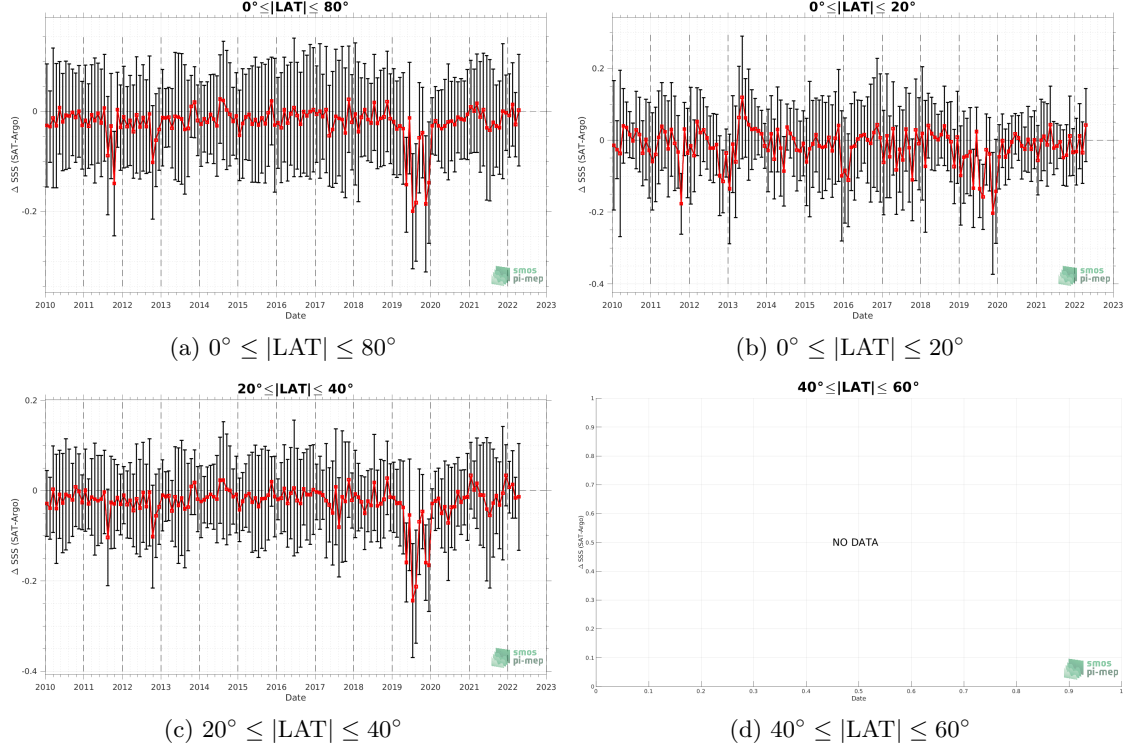 0°≤|LAT|≤ 80°
0
-0.2
Δ SSS (SAT-Argo)
2010 2011 2012 2013 2014 2015 2016 2017 2018 2019 2020 2021 2022 2023
Date
smos
pi-mep
(a) 0° ≤ |LAT| ≤ 80°
0°≤|LAT|≤ 20°
0.2
0
-0.2
-0.4
Δ SSS (SAT-Argo)
2010 2011 2012 2013 2014 2015 2016 2017 2018 2019 2020 2021 2022 2023
Date
smos
pi-mep
(b) 0° ≤ |LAT| ≤ 20°
20°≤|LAT|≤ 40°
0.2
0
-0.2
-0.4
Δ SSS (SAT-Argo)
2010 2011 2012 2013 2014 2015 2016 2017 2018 2019 2020 2021 2022 2023
Date
smos
pi-mep
(c) 20° ≤ |LAT| ≤ 40°
40°≤|LAT|≤ 60°
1
0.9
0.8
0.7
0.6
0.5
0.4
0.3
0.2
0.1
0
Δ SSS (SAT-Argo)
NO DATA
0 0.1 0.2 0.3 0.4 0.5 0.6 0.7 0.8 0.9 1
Date
smos
pi-mep
(d) 40° ≤ |LAT| ≤ 60°